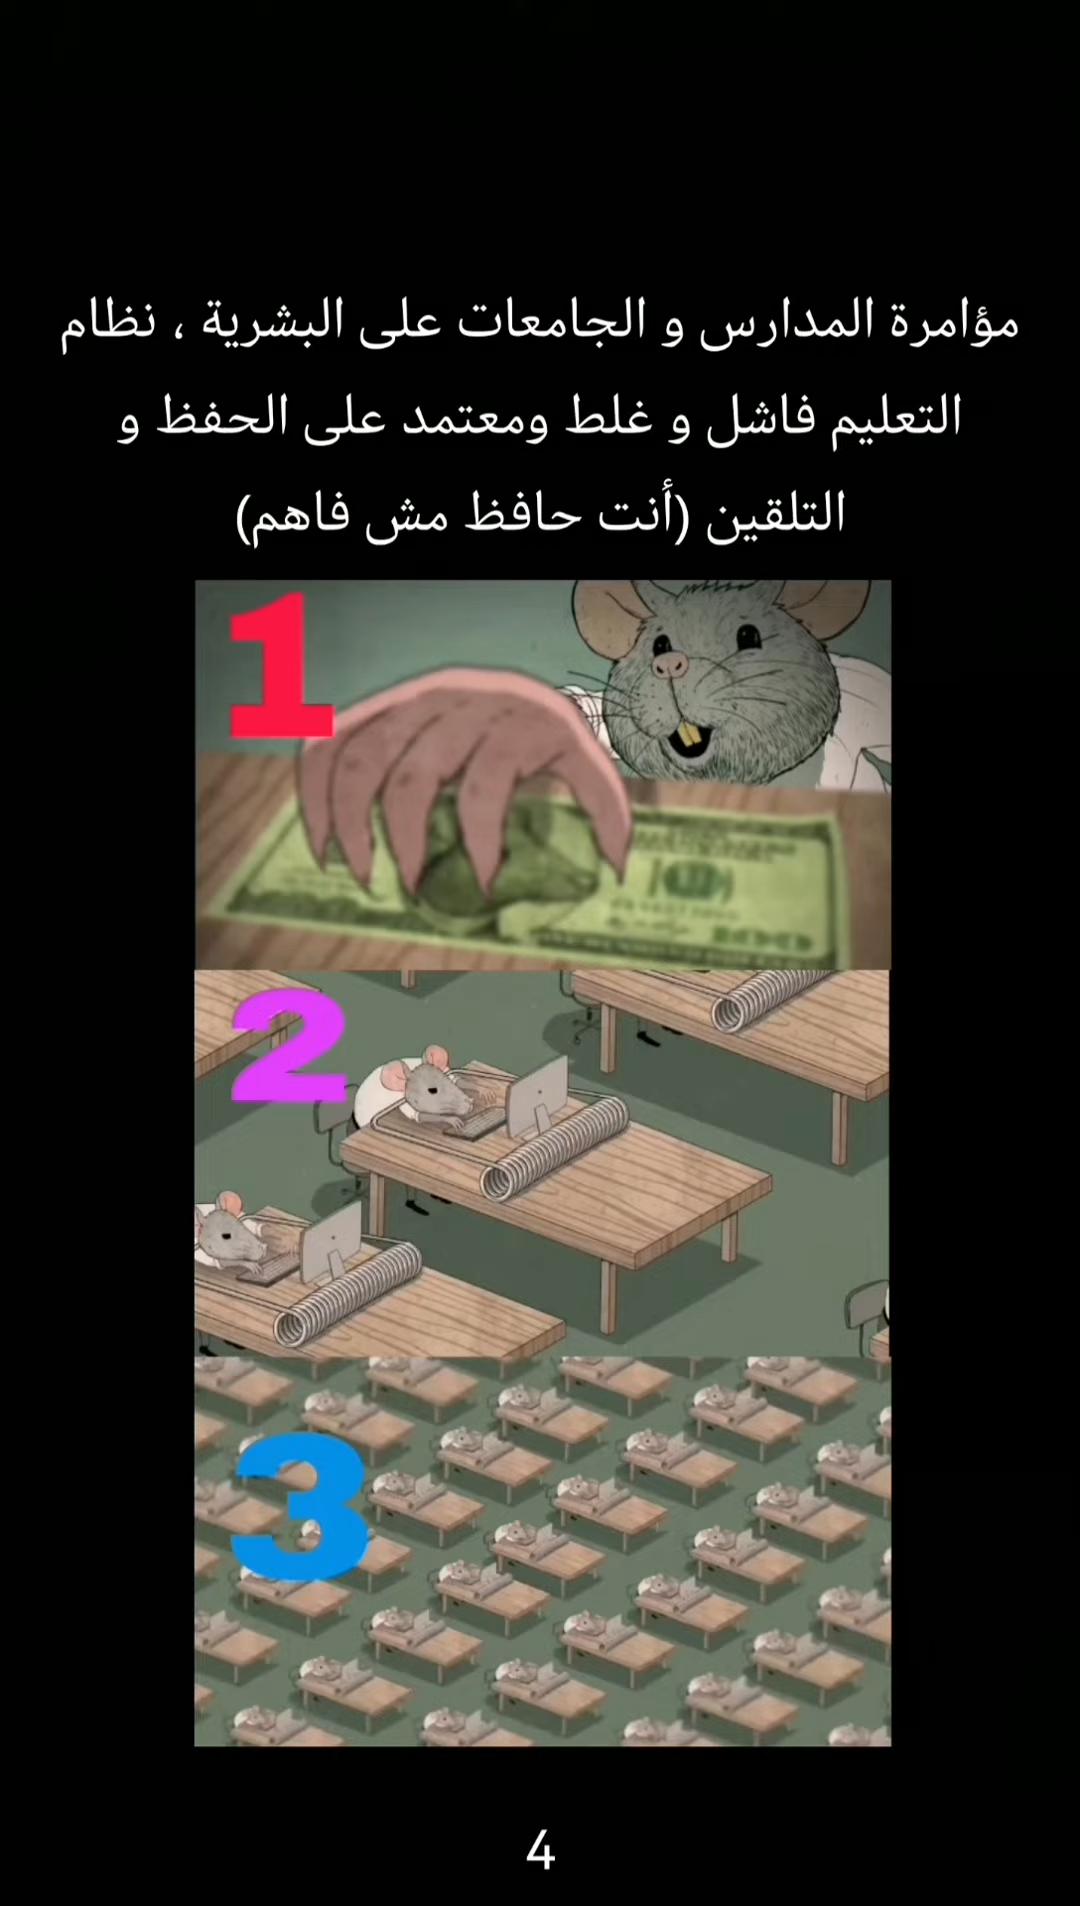 مؤامرة المدارس و الجامعات على البشرية ، نظام
التعليم فاشل و غلط ومعتمد على الحفظ و
التلقين (أنت حافظ مش فاهم)
1
2
3
4